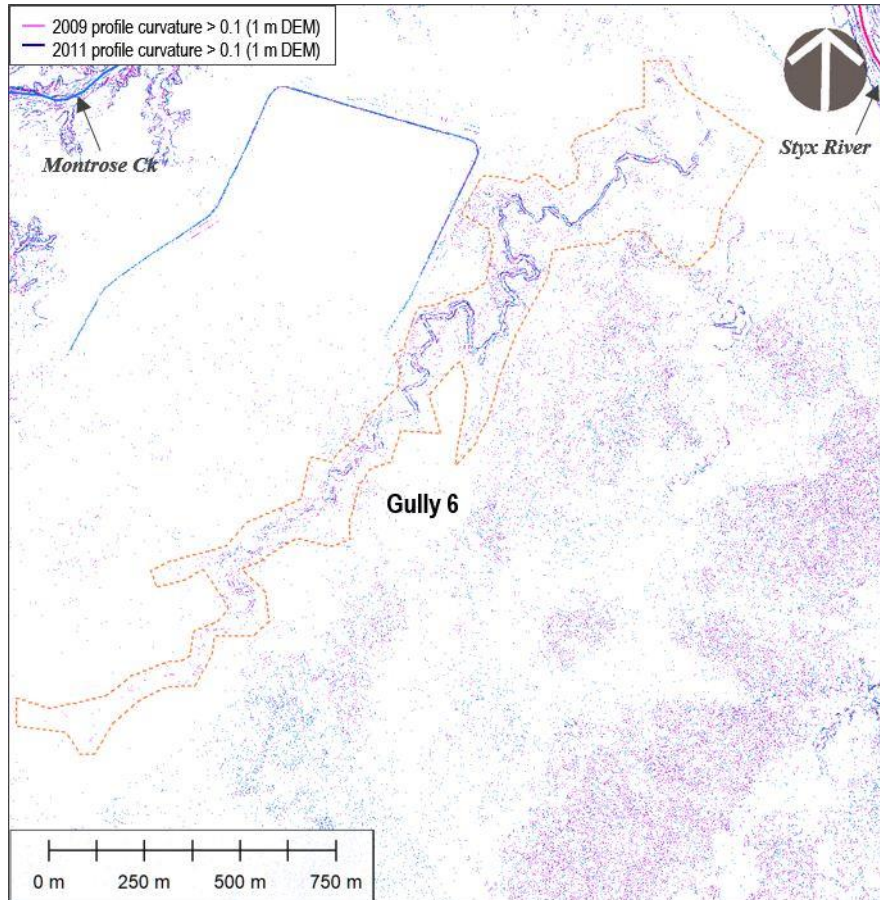 2009 profile curvature > 0.1 (1 m DEM)
2011 profile curvature > 0.1 (1 m DEM)
Montrose Ck
Styx River
Gully 6
0 m 250 m 500 m 750 m